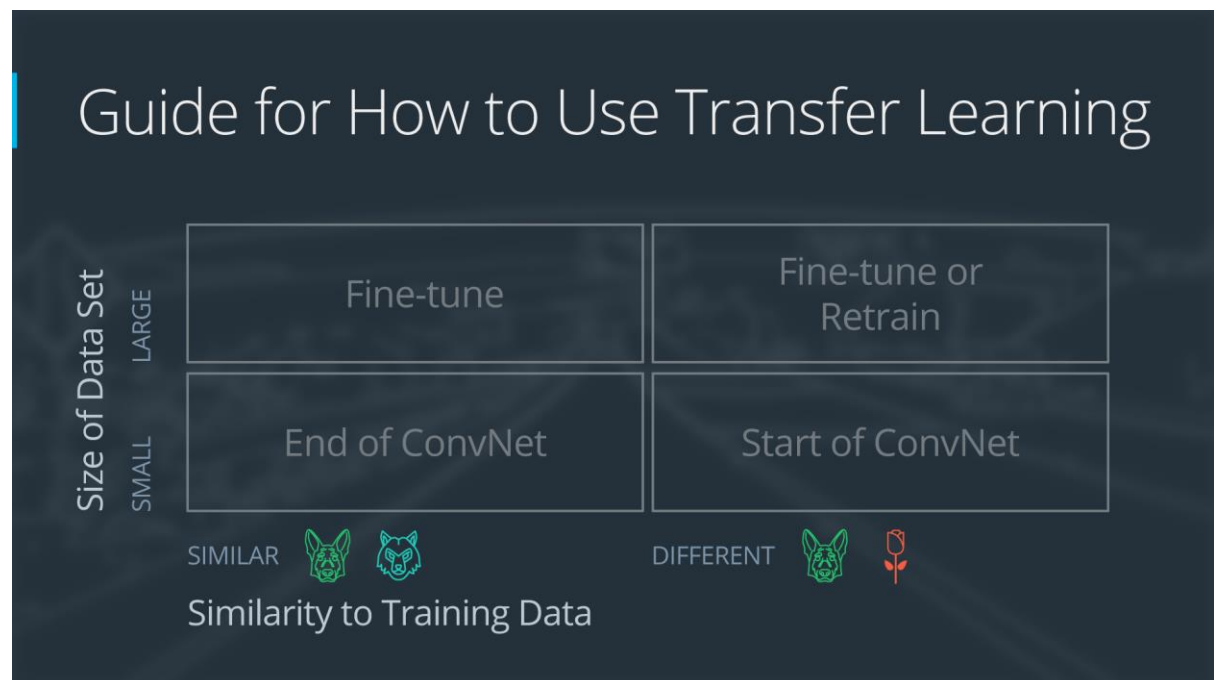 Guide for How to Use Transfer Learning
Size of Data Set
LARGE
Fine-tune
Fine-tune or
Retrain
SMALL
End of ConvNet
Start of ConvNet
SIMILAR
DIFFERENT
Similarity to Training Data